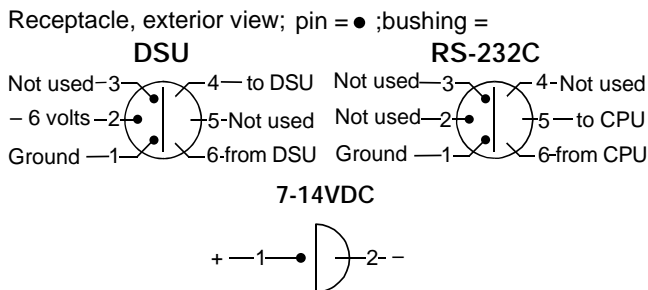 Receptacle, exterior view; pin = ● ;bushing =
DSU RS-232C
Not used 3 4 to DSU Not used 3 4 Not used
– 6 volts 2 5 Not used Not used 2 5 to CPU
Ground 1 6 from DSU Ground 1 6 from CPU
7-14VDC
+ 1 2 –